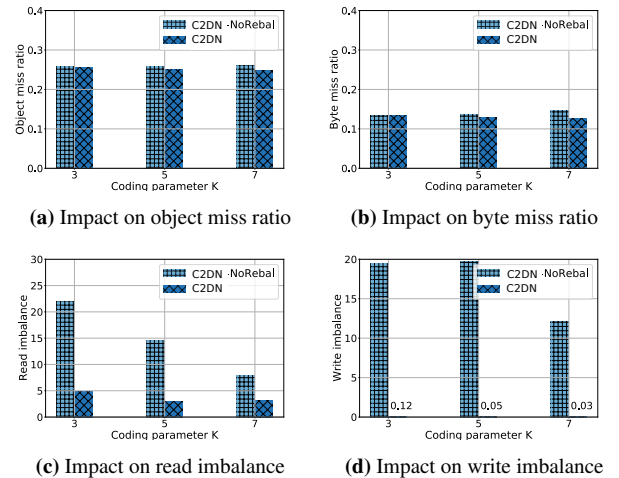 C2DN -NoRebal
C2DN
0.4
0.3
0.2
0.1
0.0
Object miss ratio
3 5 7
Coding parameter K
(a) Impact on object miss ratio
C2DN -NoRebal
C2DN
0.4
0.3
0.2
0.1
0.0
Byte miss ratio
3 5 7
Coding parameter K
(b) Impact on byte miss ratio
C2DN -NoRebal
C2DN
30
25
20
15
10
5
0
Read imbalance
3 5 7
Coding parameter K
(c) Impact on read imbalance
C2DN -NoRebal
C2DN
20
15
10
5
0
Write imbalance
0.12 0.05 0.03
3 5 7
Coding parameter K
(d) Impact on write imbalance